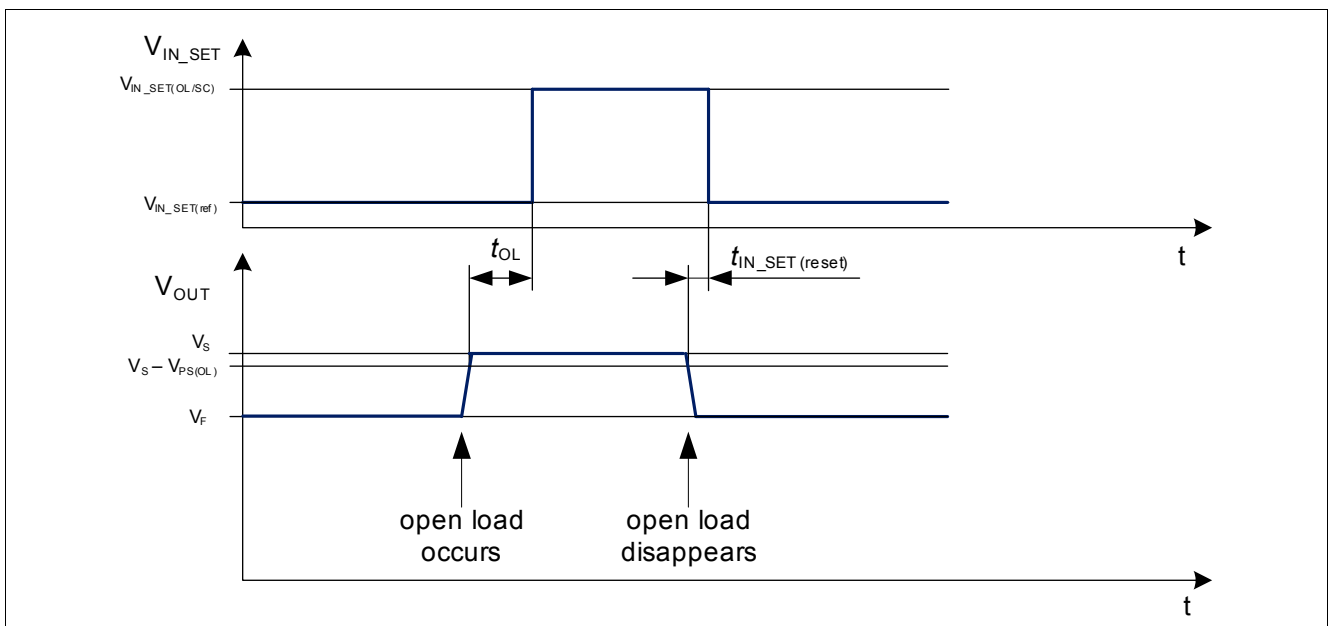 V_IN_SET
V_IN_SET(OL/SC)
V_IN_SET(ref)
t
t_OL
t_IN_SET(reset)
V_OUT
V_S
V_S – V_PS(OL)
V_F
open load
occurs
open load
disappears
t